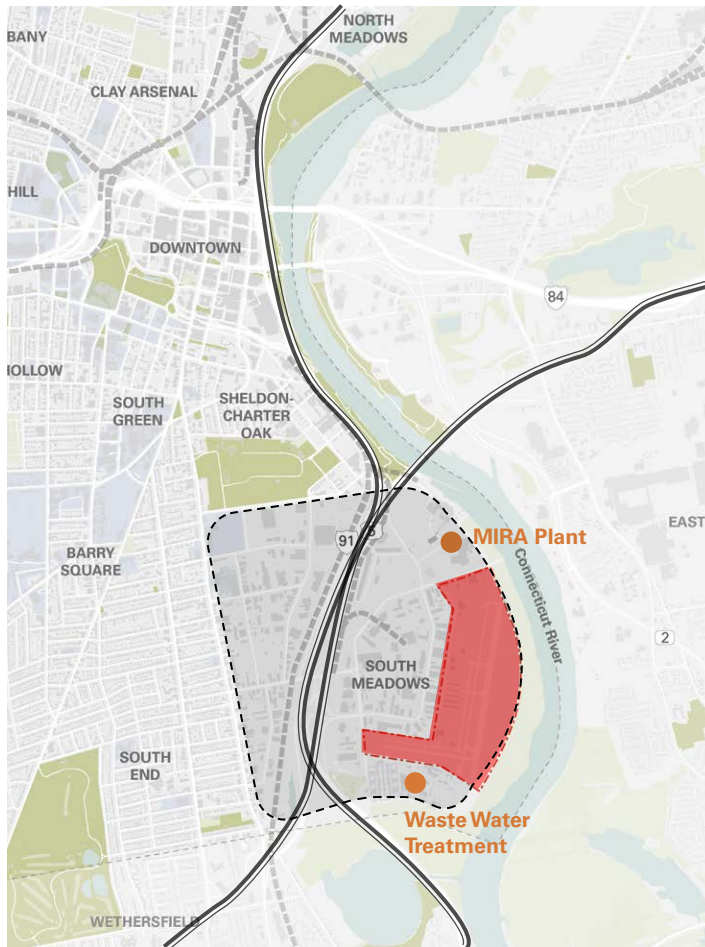 NORTH
MEADOWS
BANY
CLAY ARSENAL
HILL
DOWNTOWN
84
HOLLOW
SHELDON-
CHARTER
OAK
SOUTH
GREEN
91
5
MIRA Plant
EAST
BARRY
SQUARE
Connecticut River
2
SOUTH
MEADOWS
SOUTH
END
Waste Water
Treatment
WETHERSFIELD